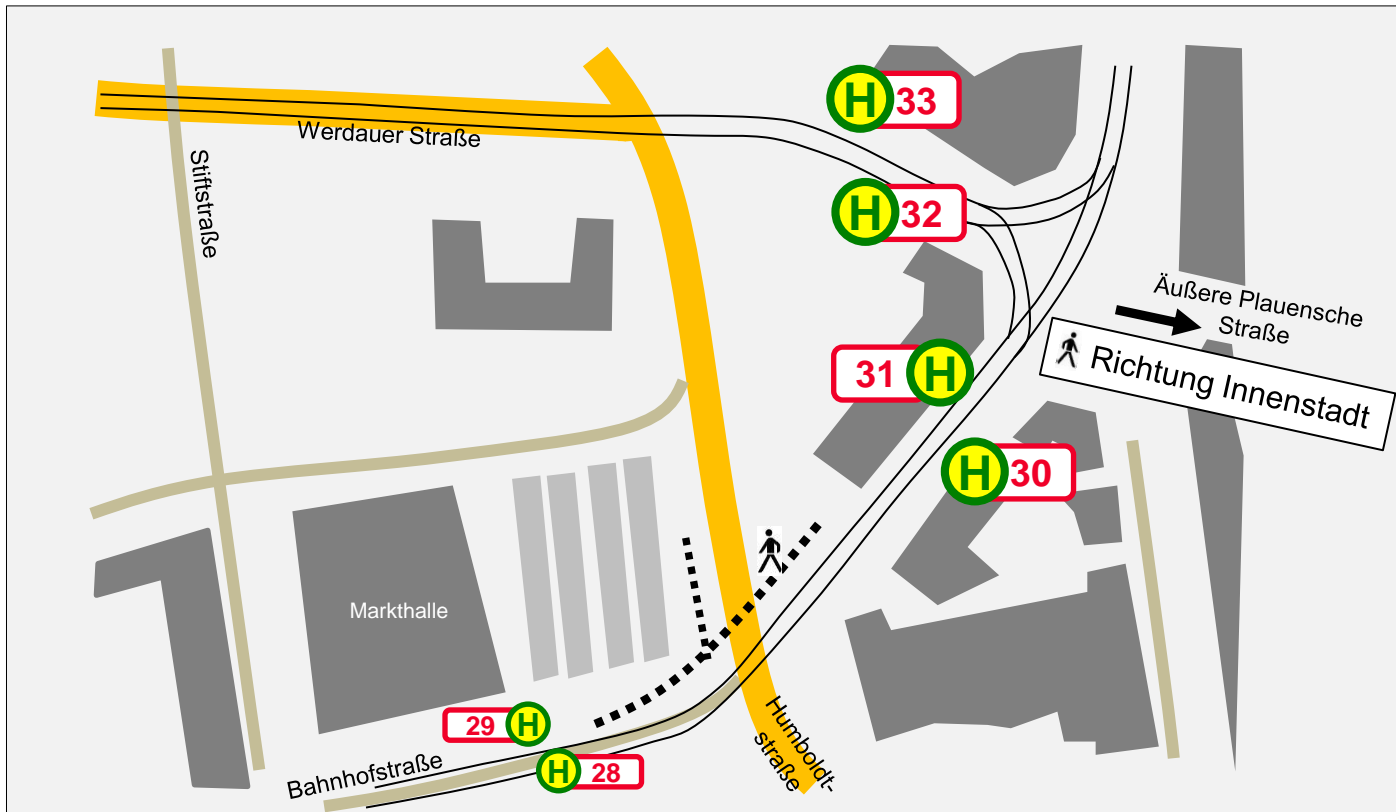 H 33
Werdauer Straße
Stiftstraße
H 32
Äußere Plauensche
Straße
Richtung Innenstadt
31 H
H 30
Markthalle
29 H
H 28
Bahnhofstraße
Humboldt-
straße